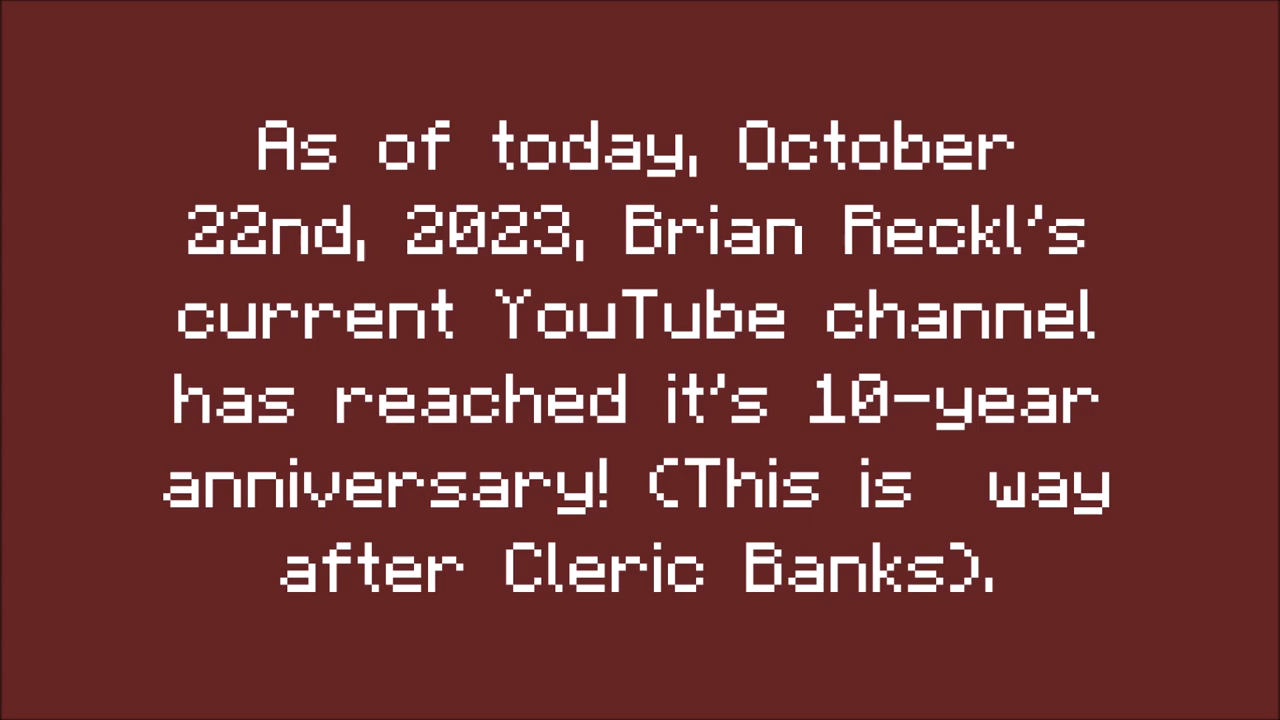 As of today, October
22nd, 2023, Brian Reckl's
current YouTube channel
has reached it's 10-year
anniversary! (This is  way
after Cleric Banks).